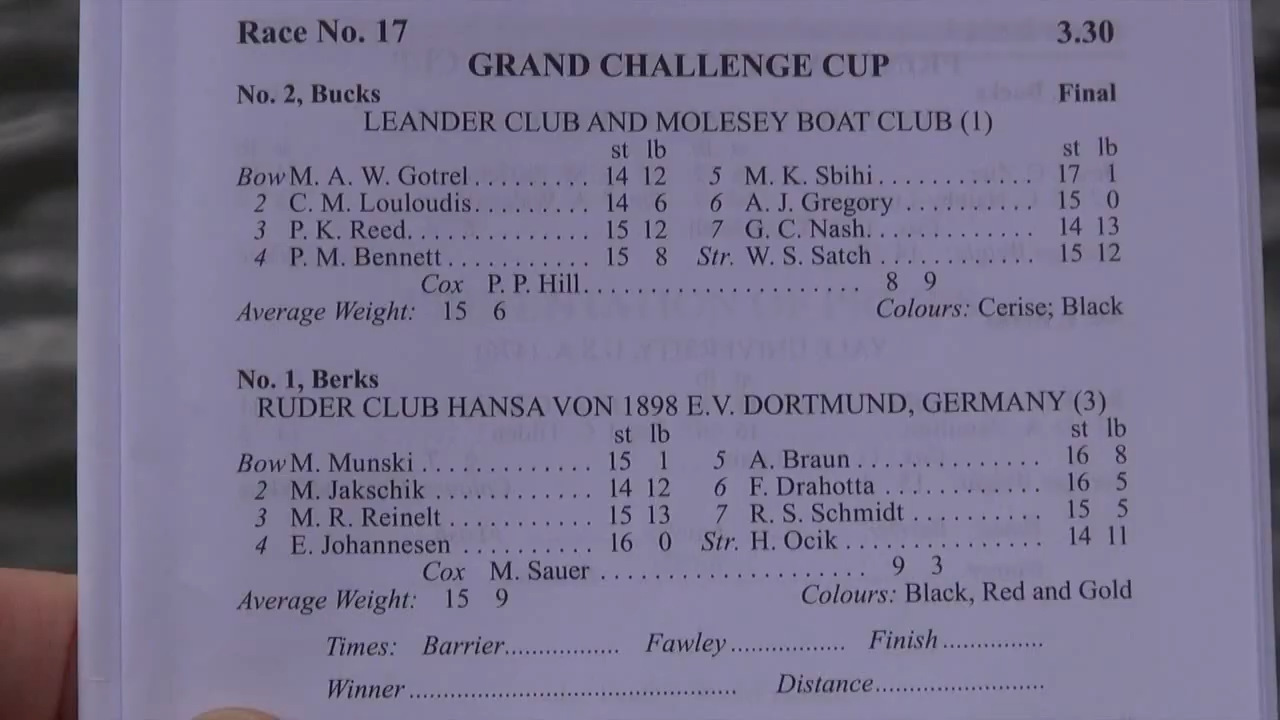 Race No. 17 3.30
GRAND CHALLENGE CUP
No. 2, Bucks Final
LEANDER CLUB AND MOLESEY BOAT CLUB (1)
st lb st lb
Bow M. A. W. Gotrel......... 14 12 5 M. K. Sbihi............ 17 1
2 C. M. Louloudis......... 14 6 6 A. J. Gregory.......... 15 0
3 P. K. Reed............. 15 12 7 G. C. Nash............. 14 13
4 P. M. Bennett........... 15 8 Str. W. S. Satch............ 15 12
Cox P. P. Hill..................... 8 9
Average Weight: 15 6 Colours: Cerise; Black
No. 1, Berks
RUDER CLUB HANSA VON 1898 E.V. DORTMUND, GERMANY (3)
st lb st lb
Bow M. Munski............ 15 1 5 A. Braun.............. 16 8
2 M. Jakschik............ 14 12 6 F. Drahotta............ 16 5
3 M. R. Reinelt........... 15 13 7 R. S. Schmidt.......... 15 5
4 E. Johannesen.......... 16 0 Str. H. Ocik............... 14 11
Cox M. Sauer.................... 9 3
Average Weight: 15 9 Colours: Black, Red and Gold
Times: Barrier................ Fawley................ Finish..............
Winner............................................. Distance.......................